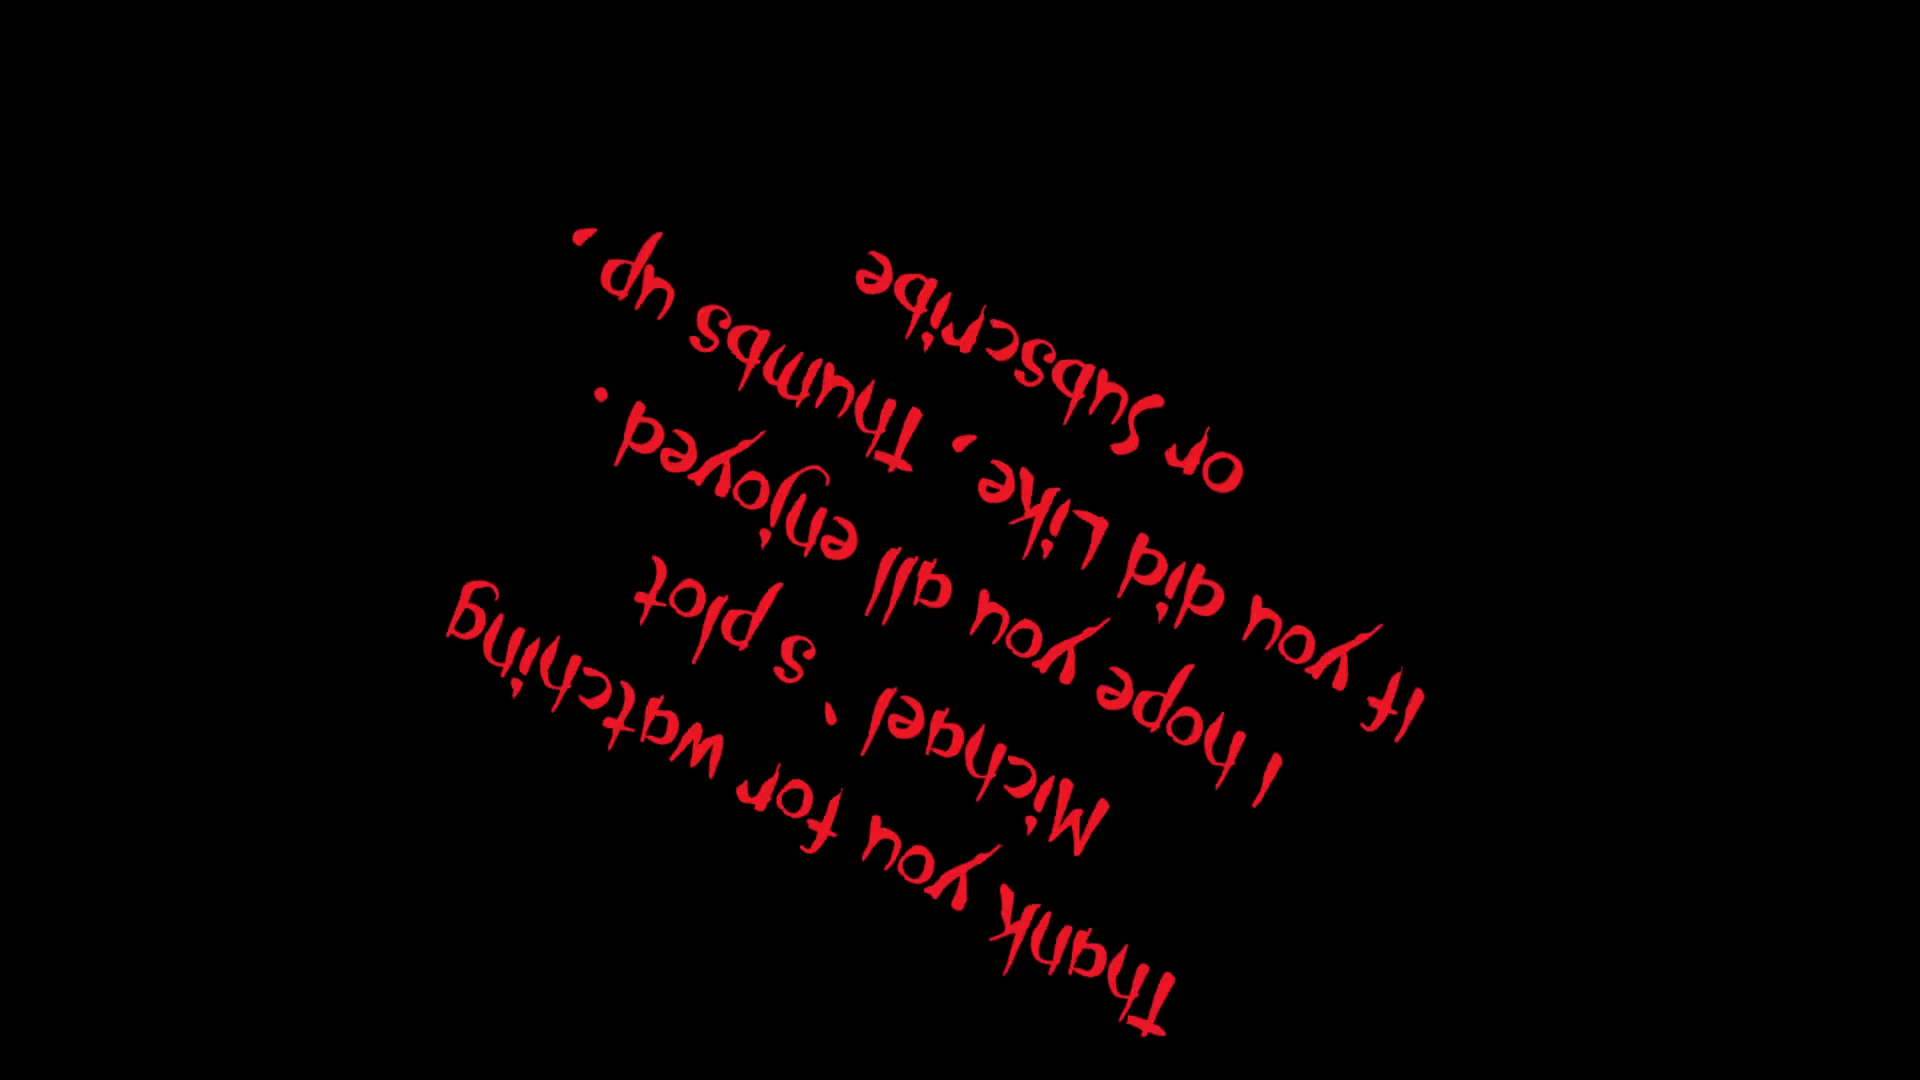 Thank you for watching
Michael`s plot
I hope you all enjoyed.
If you did Like, Thumbs up,
or Subscribe